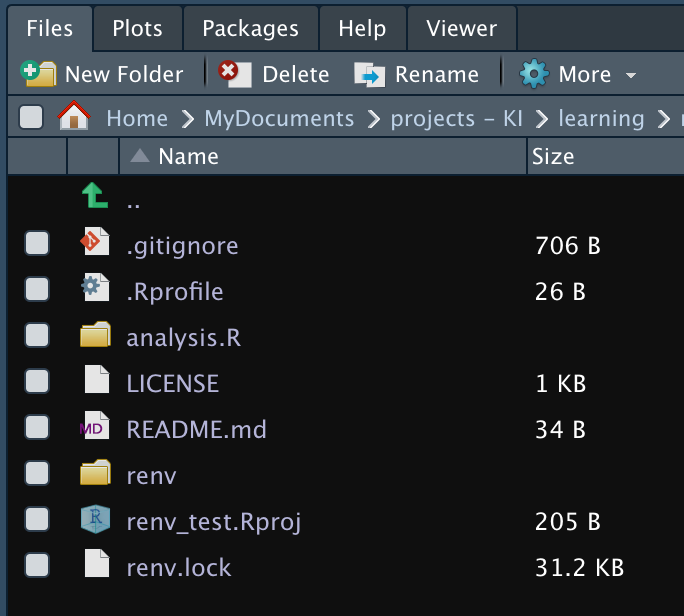 Files Plots Packages Help Viewer
New Folder Delete Rename More
Home MyDocuments projects - KI learning
Name Size
..
.gitignore 706 B
.Rprofile 26 B
analysis.R
LICENSE 1 KB
MD README.md 34 B
renv
R renv_test.Rproj 205 B
renv.lock 31.2 KB